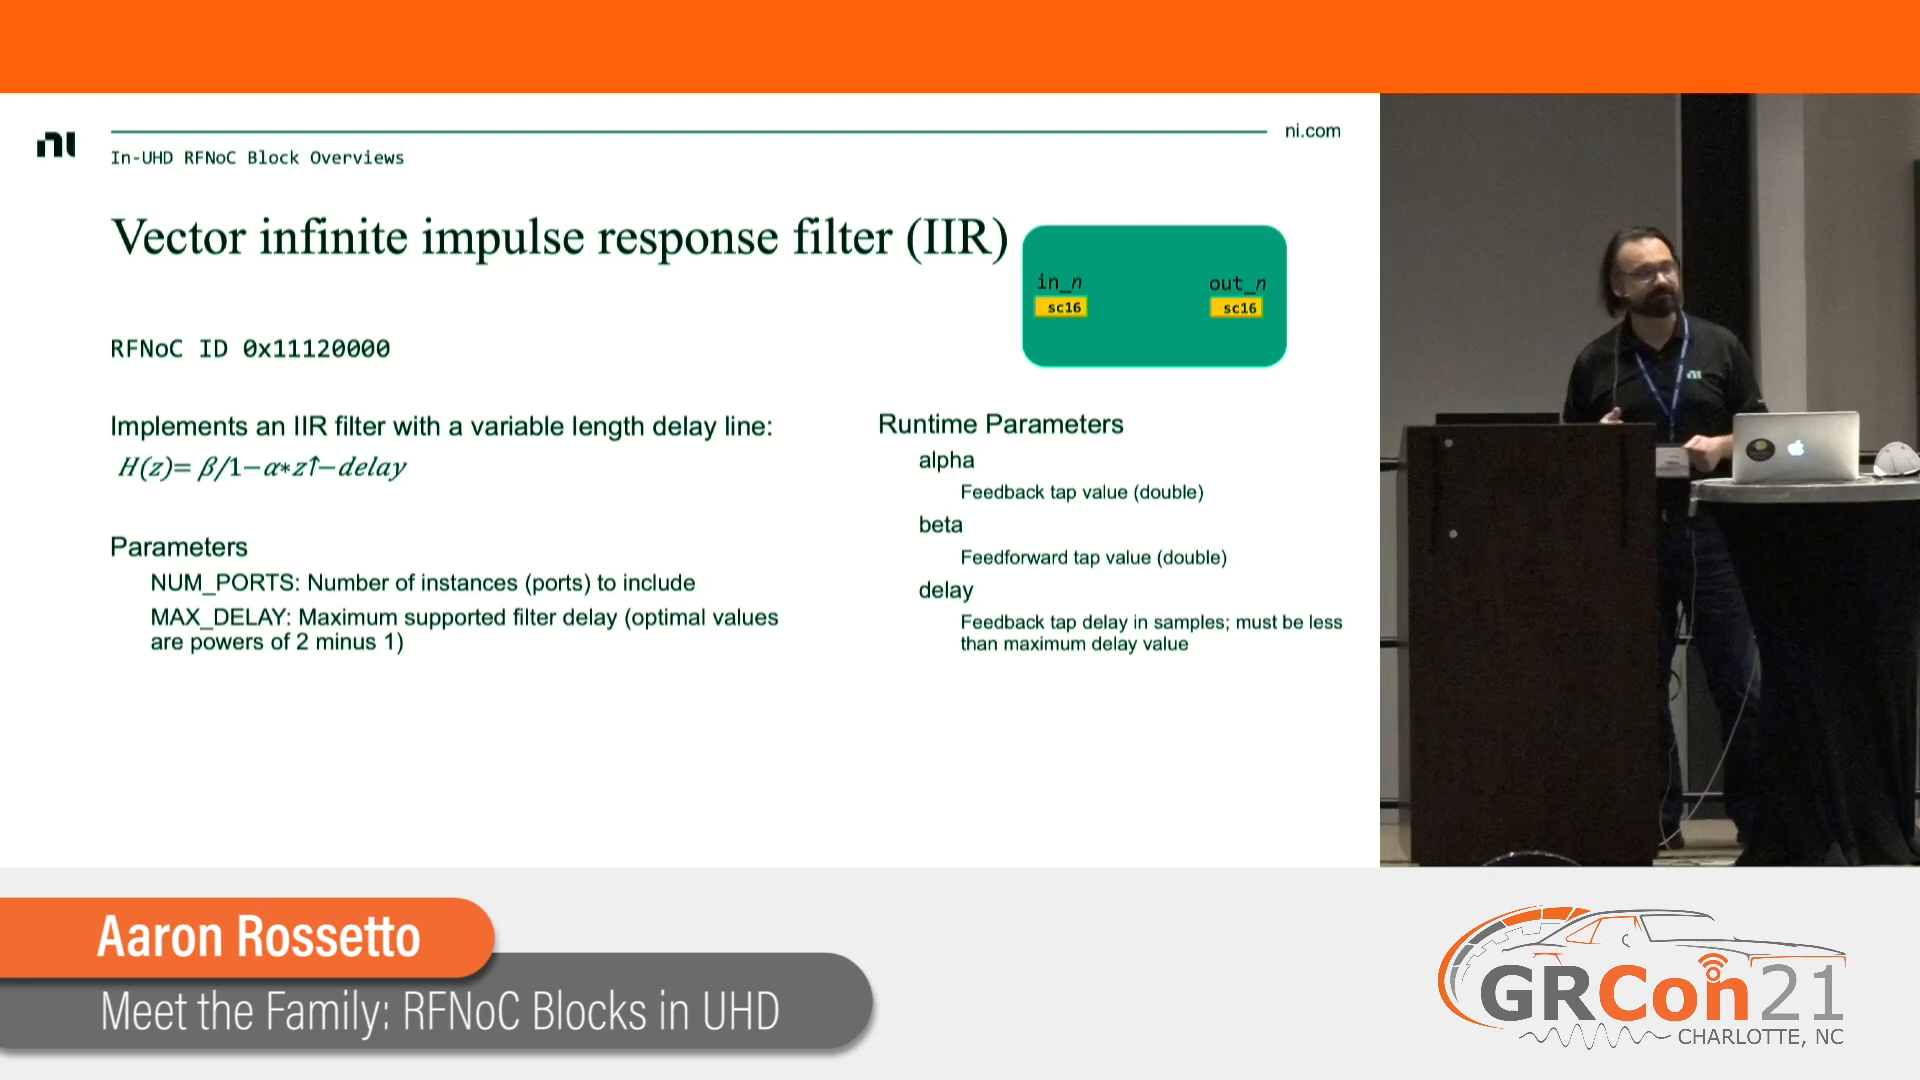 ni
ni.com
In-UHD RFNoC Block Overviews
Vector infinite impulse response filter (IIR)
in_n
out_n
sc16
sc16
RFNoC ID 0x11120000
Implements an IIR filter with a variable length delay line:
H(z)= β/1−α∗z↑−delay
Parameters
NUM_PORTS: Number of instances (ports) to include
MAX_DELAY: Maximum supported filter delay (optimal values
are powers of 2 minus 1)
Runtime Parameters
alpha
Feedback tap value (double)
beta
Feedforward tap value (double)
delay
Feedback tap delay in samples; must be less
than maximum delay value
ni
Aaron Rossetto
Meet the Family: RFNoC Blocks in UHD
GRCon21
CHARLOTTE, NC